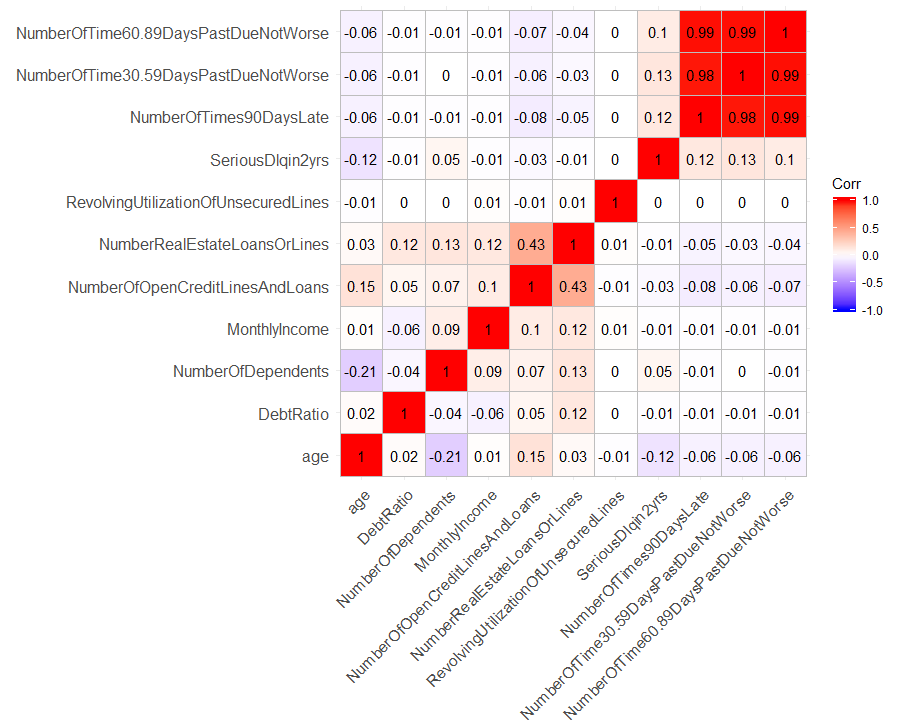 NumberOfTime60.89DaysPastDueNotWorse -0.06 -0.01 -0.01 -0.01 -0.07 -0.04 0 0.1 0.99 0.99 1
NumberOfTime30.59DaysPastDueNotWorse -0.06 -0.01 0 -0.01 -0.06 -0.03 0 0.13 0.98 1 0.99
NumberOfTimes90DaysLate -0.06 -0.01 -0.01 -0.01 -0.08 -0.05 0 0.12 1 0.98 0.99
SeriousDlqin2yrs -0.12 -0.01 0.05 -0.01 -0.03 -0.01 0 1 0.12 0.13 0.1
RevolvingUtilizationOfUnsecuredLines -0.01 0 0 0.01 -0.01 0.01 1 0 0 0 0
NumberRealEstateLoansOrLines 0.03 0.12 0.13 0.12 0.43 1 0.01 -0.01 -0.05 -0.03 -0.04
NumberOfOpenCreditLinesAndLoans 0.15 0.05 0.07 0.1 1 0.43 -0.01 -0.03 -0.08 -0.06 -0.07
MonthlyIncome 0.01 -0.06 0.09 1 0.1 0.12 0.01 -0.01 -0.01 -0.01 -0.01
NumberOfDependents -0.21 -0.04 1 0.09 0.07 0.13 0 0.05 -0.01 0 -0.01
DebtRatio 0.02 1 -0.04 -0.06 0.05 0.12 0 -0.01 -0.01 -0.01 -0.01
age 1 0.02 -0.21 0.01 0.15 0.03 -0.01 -0.12 -0.06 -0.06 -0.06
age
DebtRatio
NumberOfDependents
MonthlyIncome
NumberOfOpenCreditLinesAndLoans
NumberRealEstateLoansOrLines
RevolvingUtilizationOfUnsecuredLines
SeriousDlqin2yrs
NumberOfTimes90DaysLate
NumberOfTime30.59DaysPastDueNotWorse
NumberOfTime60.89DaysPastDueNotWorse
Corr
1.0
0.5
0.0
-0.5
-1.0